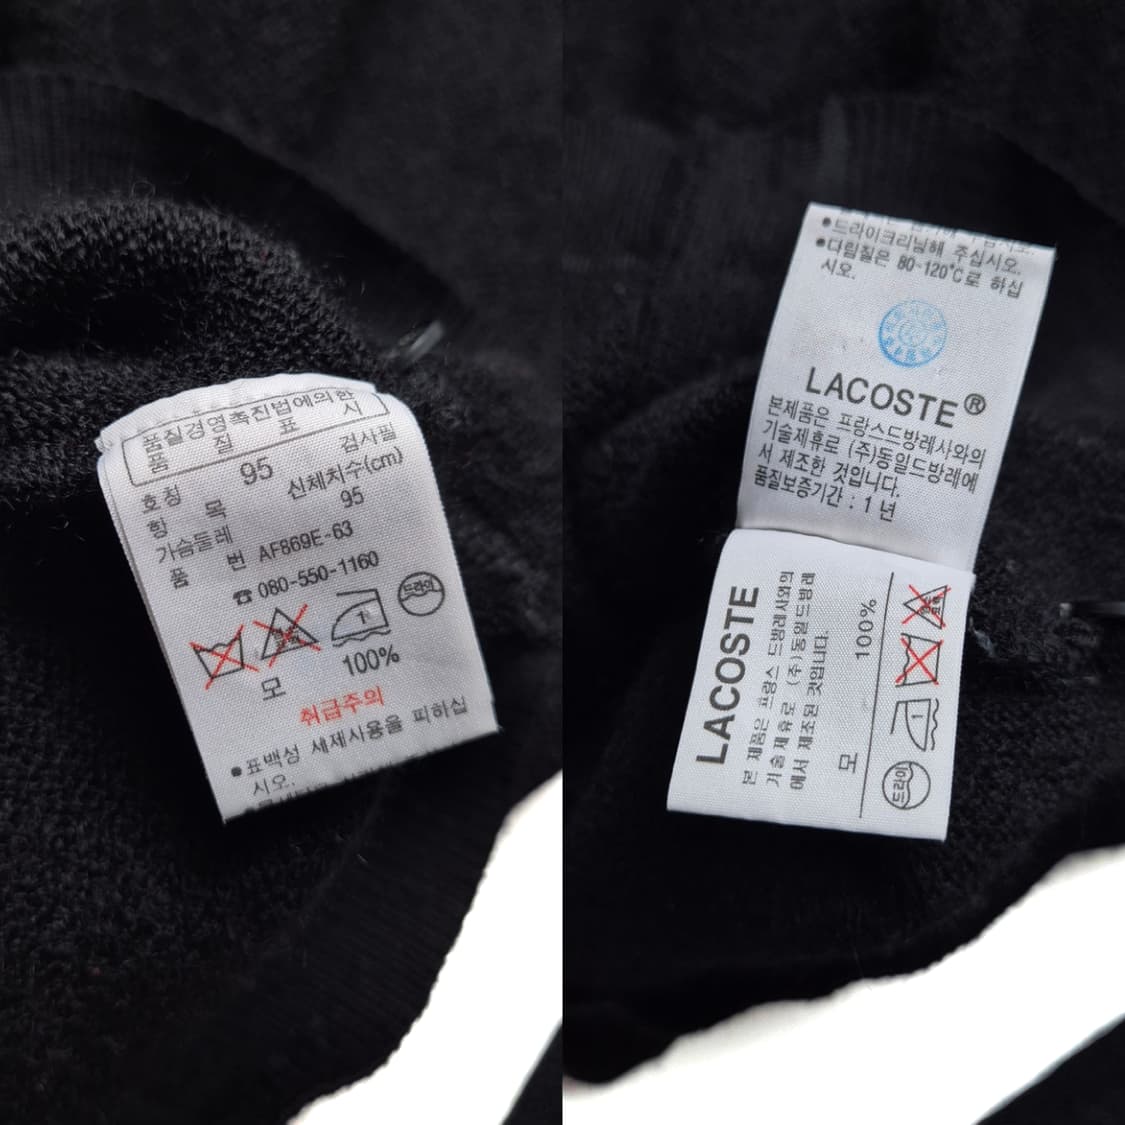 품질경영촉진법에의한
품 질 표 시
검사필
호칭 95
항 목 신체치수(cm)
가슴둘레 95
품 번 AF869E-63
☎ 080-550-1160
드라이
모 100%
취급주의
●표백성 세제사용을 피하십
시오.
●드라이크리닝해 주십시오.
●다림질은 80-120℃로 하십
시오.
LACOSTE®
본제품은 프랑스드방레사와의
기술제휴로 (주)동일드방레에
서 제조한 것입니다.
품질보증기간 : 1 년
LACOSTE
본 제품은 프랑스 드방레사와의
기술제휴로 (주)동일드방레
에서 제조된 것입니다.
모 100%
1
드라이